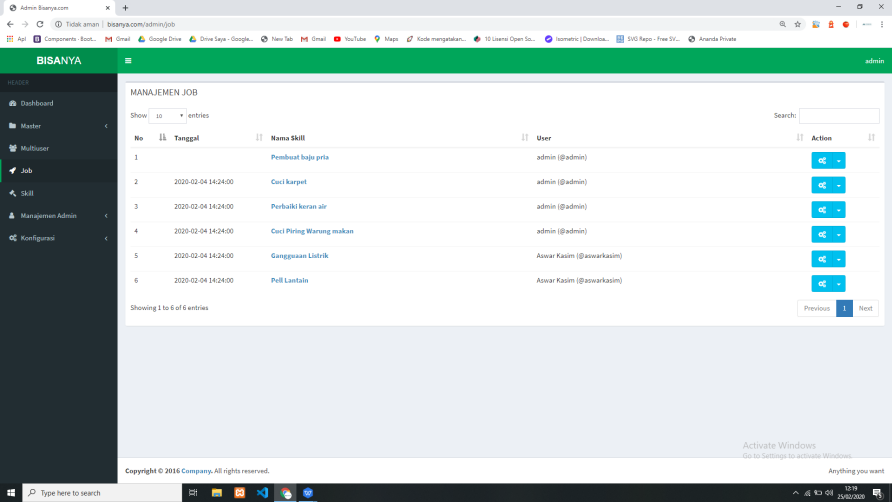 Admin Bisanya.com
Tidak aman | bisanya.com/admin/job
Apl Components - Boot... Gmail Google Drive Drive Saya - Google... New Tab Gmail YouTube Maps Kode mengatakan... 10 Lisensi Open So... Isometric | Downloa... SVG Repo - Free SV... Ananda Private
BISANYA
admin
HEADER
Dashboard
Master
Multiuser
Job
Skill
Manajemen Admin
Konfigurasi
MANAJEMEN JOB
Show 10 entries
Search:
No Tanggal Nama Skill User Action
1 Pembuat baju pria admin (@admin)
2 2020-02-04 14:24:00 Cuci karpet admin (@admin)
3 2020-02-04 14:24:00 Perbaiki keran air admin (@admin)
4 2020-02-04 14:24:00 Cuci Piring Warung makan admin (@admin)
5 2020-02-04 14:24:00 Gangguaan Listrik Aswar Kasim (@aswarkasim)
6 2020-02-04 14:24:00 Pell Lantain Aswar Kasim (@aswarkasim)
Showing 1 to 6 of 6 entries
Previous 1 Next
Activate Windows
Go to Settings to activate Windows.
Copyright © 2016 Company. All rights reserved.
Anything you want
Type here to search
12:19
25/02/2020